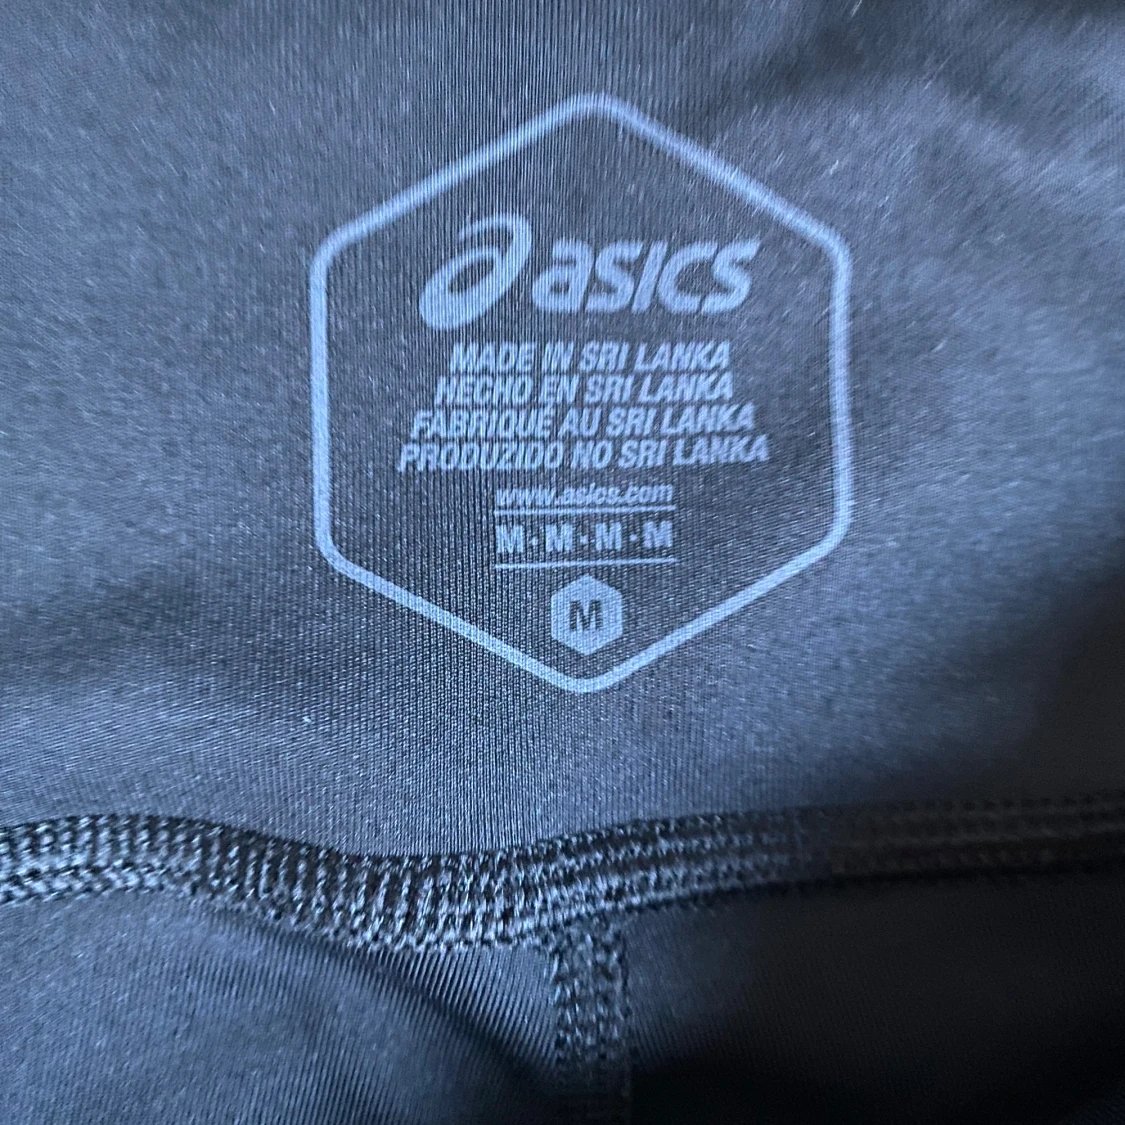 asics
MADE IN SRI LANKA
HECHO EN SRI LANKA
FABRIQUÉ AU SRI LANKA
PRODUZIDO NO SRI LANKA
www.asics.com
M·M·M·M
M